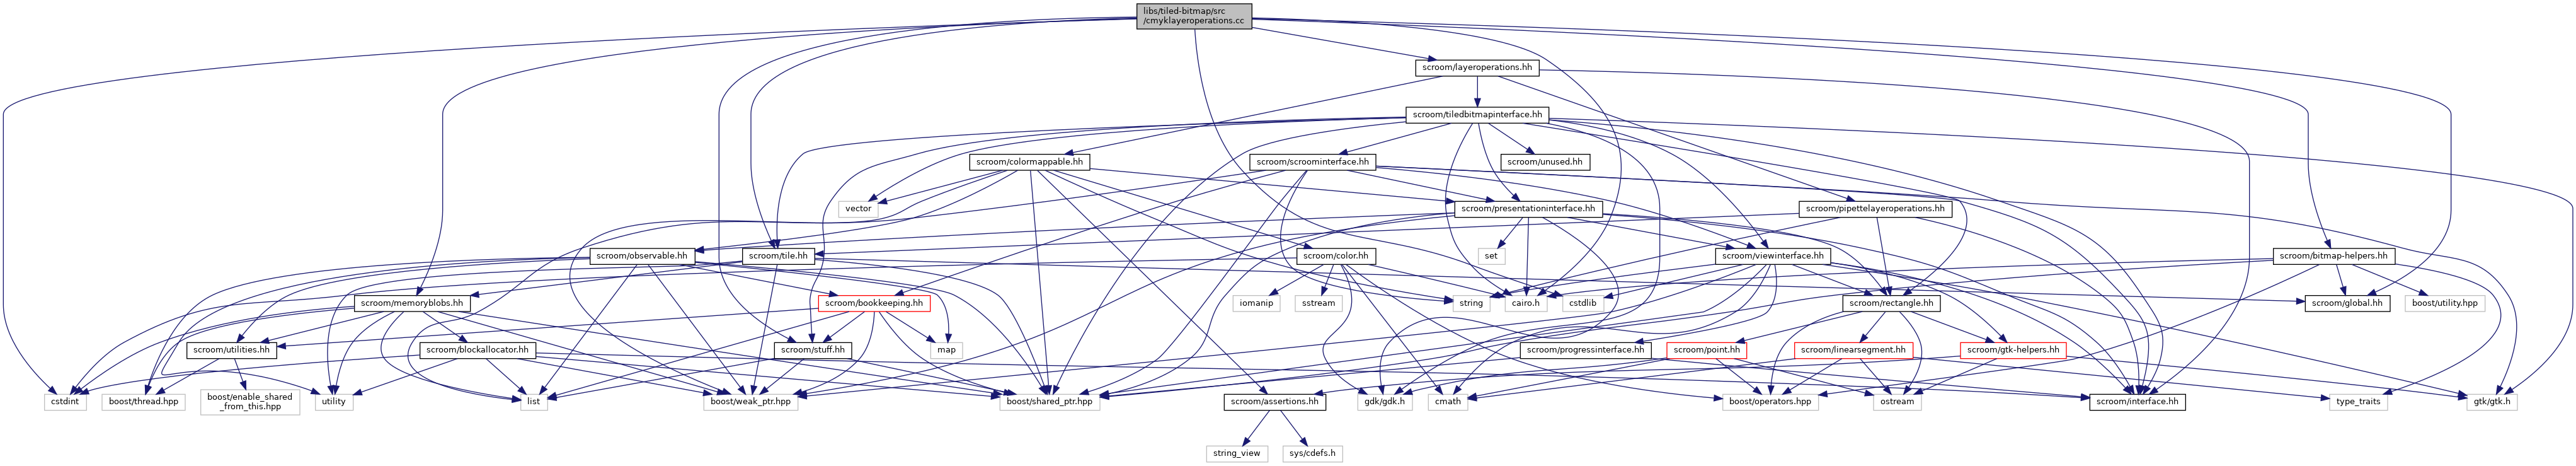 libs/tiled-bitmap/src
/cmyklayeroperations.cc
scroom/layeroperations.hh
scroom/tiledbitmapinterface.hh
scroom/colormappable.hh
scroom/scroominterface.hh
scroom/unused.hh
vector
scroom/presentationinterface.hh
scroom/pipettelayeroperations.hh
scroom/observable.hh
scroom/tile.hh
scroom/color.hh
set
scroom/viewinterface.hh
scroom/bitmap-helpers.hh
scroom/memoryblobs.hh
scroom/bookkeeping.hh
iomanip
sstream
string
cairo.h
cstdlib
scroom/rectangle.hh
scroom/global.hh
boost/utility.hpp
scroom/utilities.hh
scroom/blockallocator.hh
scroom/stuff.hh
map
scroom/progressinterface.hh
scroom/point.hh
scroom/linearsegment.hh
scroom/gtk-helpers.hh
cstdint
boost/thread.hpp
boost/enable_shared
_from_this.hpp
utility
list
boost/weak_ptr.hpp
boost/shared_ptr.hpp
scroom/assertions.hh
gdk/gdk.h
cmath
boost/operators.hpp
ostream
scroom/interface.hh
type_traits
gtk/gtk.h
string_view
sys/cdefs.h